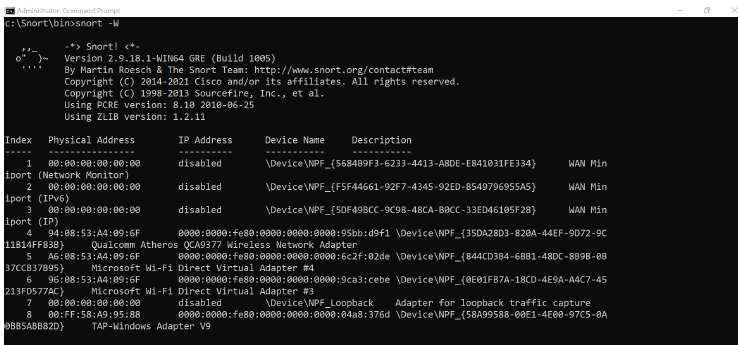 Administrator: Command Prompt
c:\Snort\bin>snort -W
,,_ -*> Snort! <*-
o" )~ Version 2.9.18.1-WIN64 GRE (Build 1005)
'''' By Martin Roesch & The Snort Team: http://www.snort.org/contact#team
Copyright (C) 2014-2021 Cisco and/or its affiliates. All rights reserved.
Copyright (C) 1998-2013 Sourcefire, Inc., et al.
Using PCRE version: 8.10 2010-06-25
Using ZLIB version: 1.2.11
Index Physical Address IP Address Device Name Description
----- ---------------- ---------- ----------- -----------
1 00:00:00:00:00:00 disabled \Device\NPF_{5684B9F3-6233-4413-A8DE-E841031FE334} WAN Min
iport (Network Monitor)
2 00:00:00:00:00:00 disabled \Device\NPF_{F5F44661-92F7-4345-92ED-B549796955A5} WAN Min
iport (IPv6)
3 00:00:00:00:00:00 disabled \Device\NPF_{5DF49BCC-9C98-48CA-B0CC-33ED46105F28} WAN Min
iport (IP)
4 94:08:53:A4:09:6F 0000:0000:fe80:0000:0000:0000:95bb:d9f1 \Device\NPF_{35DA28D3-820A-44EF-9D72-9C
11B14FF83B} Qualcomm Atheros QCA9377 Wireless Network Adapter
5 A6:08:53:A4:09:6F 0000:0000:fe80:0000:0000:0000:6c2f:02de \Device\NPF_{844CD3B4-6BB1-48DC-8B9B-0B
37CC837B95} Microsoft Wi-Fi Direct Virtual Adapter #4
6 96:08:53:A4:09:6F 0000:0000:fe80:0000:0000:0000:9ca3:cebe \Device\NPF_{0E01FB7A-18CD-4E9A-A4C7-45
213FD577AC} Microsoft Wi-Fi Direct Virtual Adapter #3
7 00:00:00:00:00:00 disabled \Device\NPF_Loopback Adapter for loopback traffic capture
8 00:FF:58:A9:95:88 0000:0000:fe80:0000:0000:0000:04a8:376d \Device\NPF_{58A99588-00E1-4E00-97C5-0A
0BB5ABB82D} TAP-Windows Adapter V9